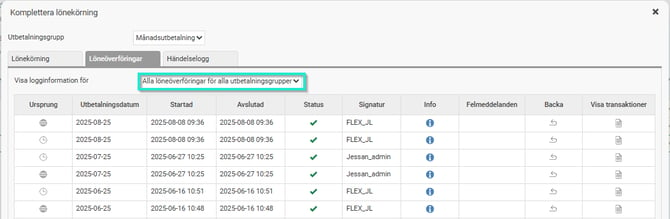 Komplettera lönekörning
Utbetalningsgrupp Månadsutbetalning
Lönekörning Löneöverföringar Händelselogg
Visa logginformation för Alla löneöverföringar för alla utbetalningsgrupper
Ursprung Utbetalningsdatum Startad Avslutad Status Signatur Info Felmeddelanden Backa Visa transaktioner
2025-08-25 2025-08-08 09:36 2025-08-08 09:36 FLEX_JL
2025-08-25 2025-08-08 09:36 2025-08-08 09:36 FLEX_JL
2025-07-25 2025-06-27 10:25 2025-06-27 10:25 Jessan_admin
2025-07-25 2025-06-27 10:25 2025-06-27 10:25 Jessan_admin
2025-06-25 2025-06-16 10:51 2025-06-16 10:51 FLEX_JL
2025-06-25 2025-06-16 10:48 2025-06-16 10:48 FLEX_JL